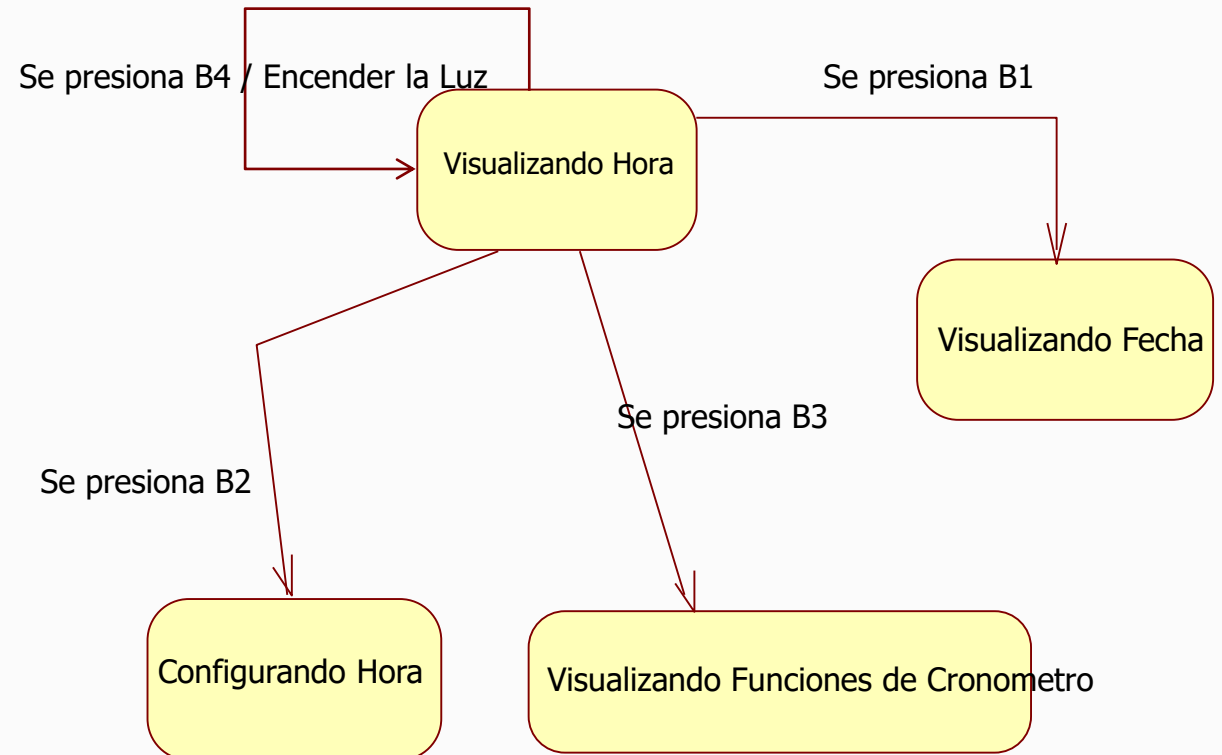 Se presiona B4 / Encender la Luz
Se presiona B1
Visualizando Hora
Visualizando Fecha
Se presiona B3
Se presiona B2
Configurando Hora
Visualizando Funciones de Cronometro